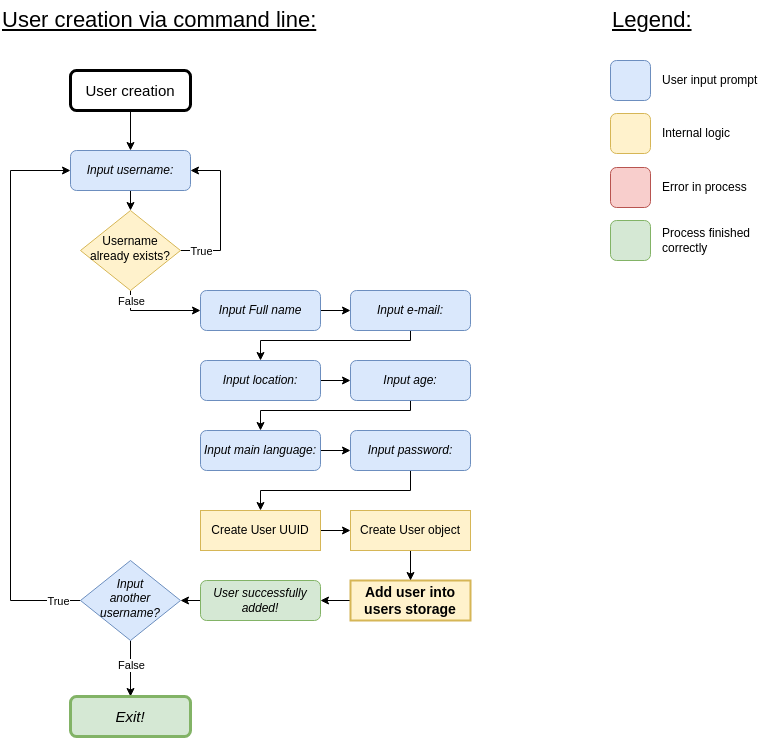 User creation via command line:
Legend:
User input prompt
Internal logic
Error in process
Process finished
correctly
User creation
Input username:
Username
already exists?
True
False
Input Full name
Input e-mail:
Input location:
Input age:
Input main language:
Input password:
Create User UUID
Create User object
Add user into
users storage
User successfully
added!
Input
another
username?
True
False
Exit!